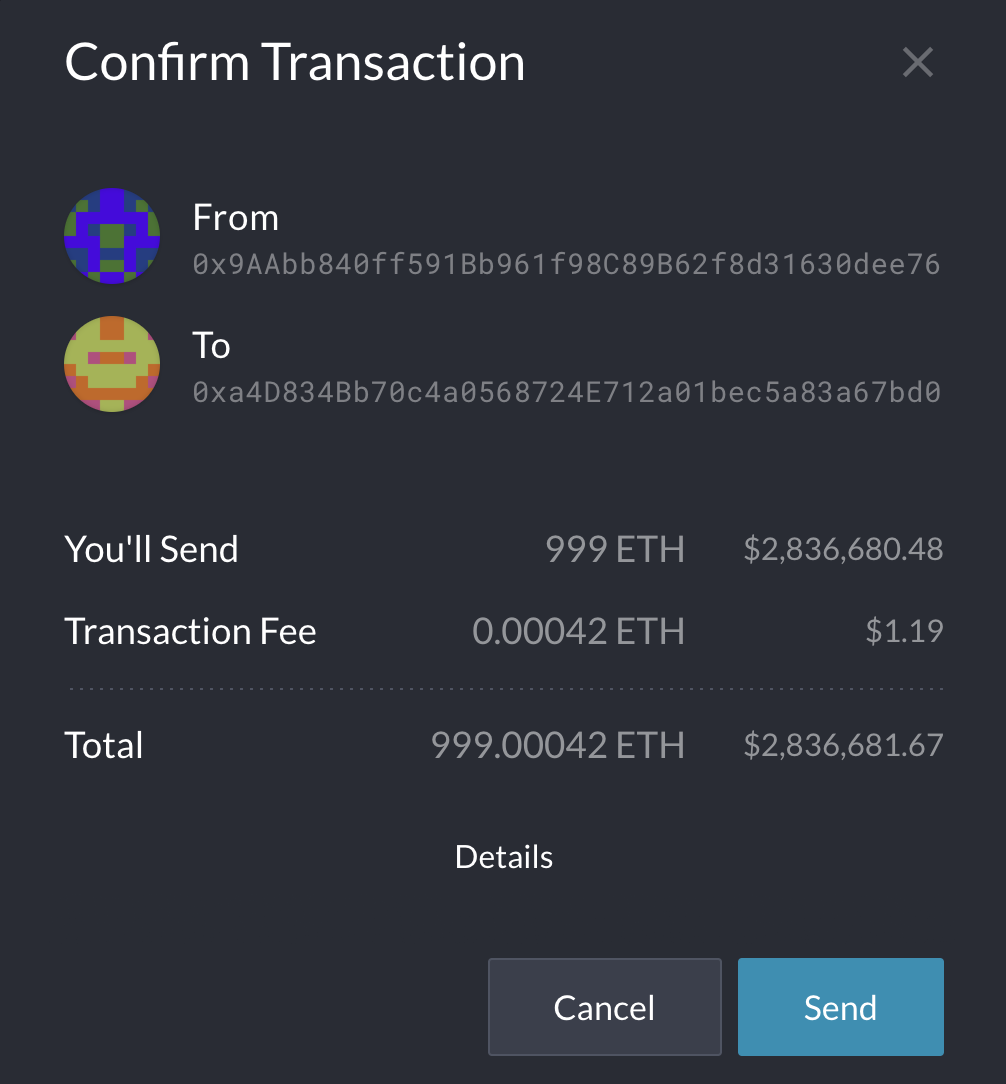 Confirm Transaction
From
0x9AAbb840ff591Bb961f98C89B62f8d31630dee76
To
0xa4D834Bb70c4a0568724E712a01bec5a83a67bd0
You'll Send 999 ETH $2,836,680.48
Transaction Fee 0.00042 ETH $1.19
Total 999.00042 ETH $2,836,681.67
Details
Cancel Send